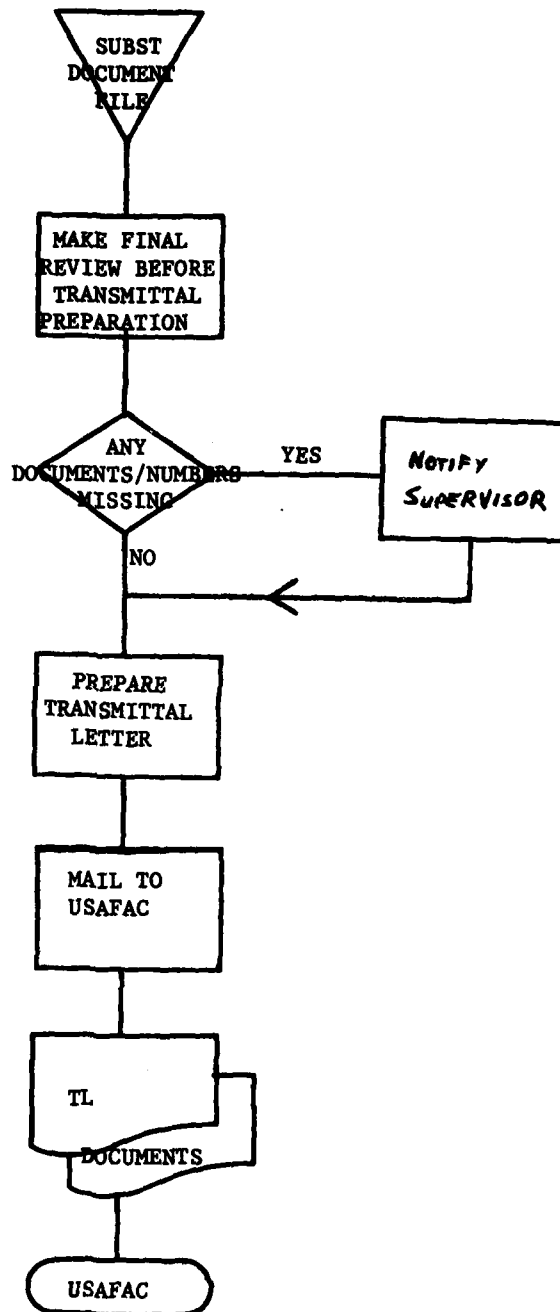 SUBST
DOCUMENT
FILE
MAKE FINAL
REVIEW BEFORE
TRANSMITTAL
PREPARATION
ANY
DOCUMENTS/NUMBERS
MISSING
YES
NOTIFY
SUPERVISOR
NO
PREPARE
TRANSMITTAL
LETTER
MAIL TO
USAFAC
TL
DOCUMENTS
USAFAC